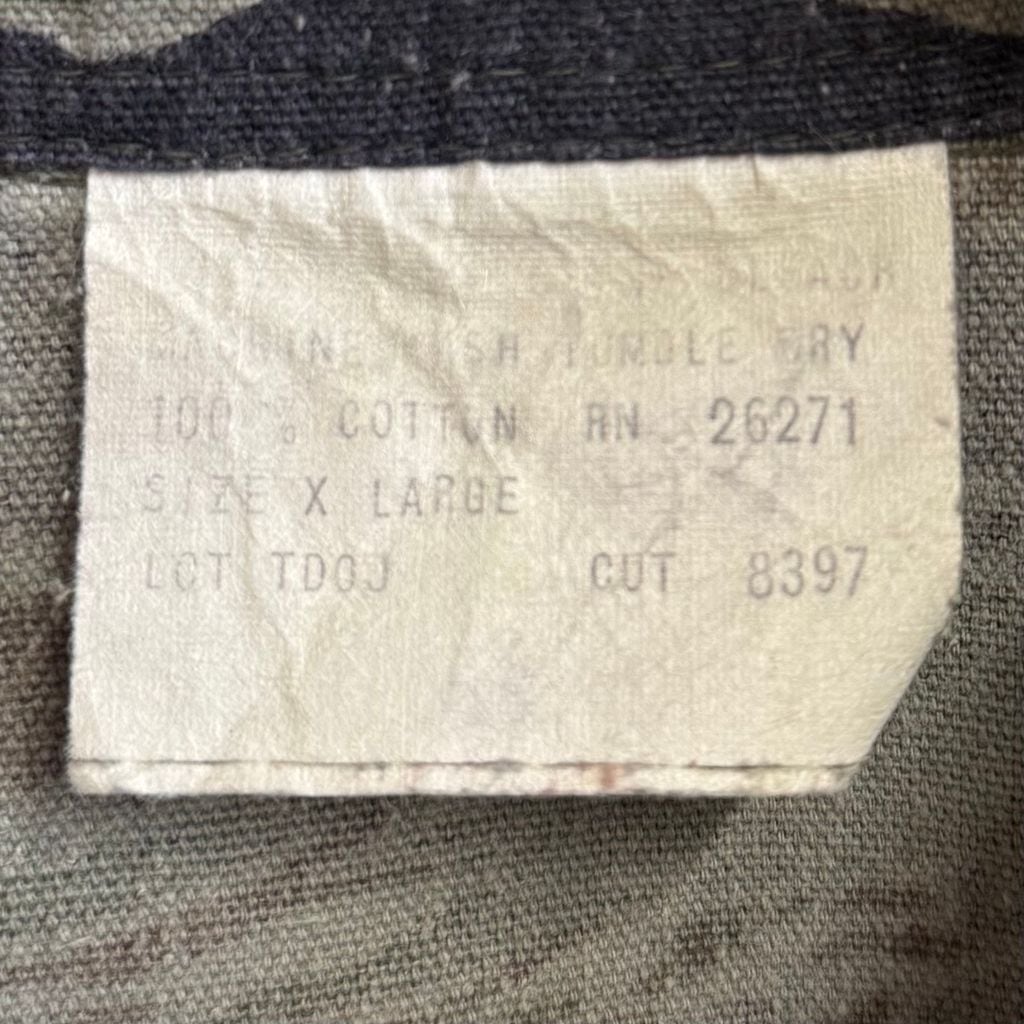 MACHINE WASH TUMBLE DRY
100 % COTTON RN 26271
SIZE X LARGE
LOT TDOJ CUT 8397